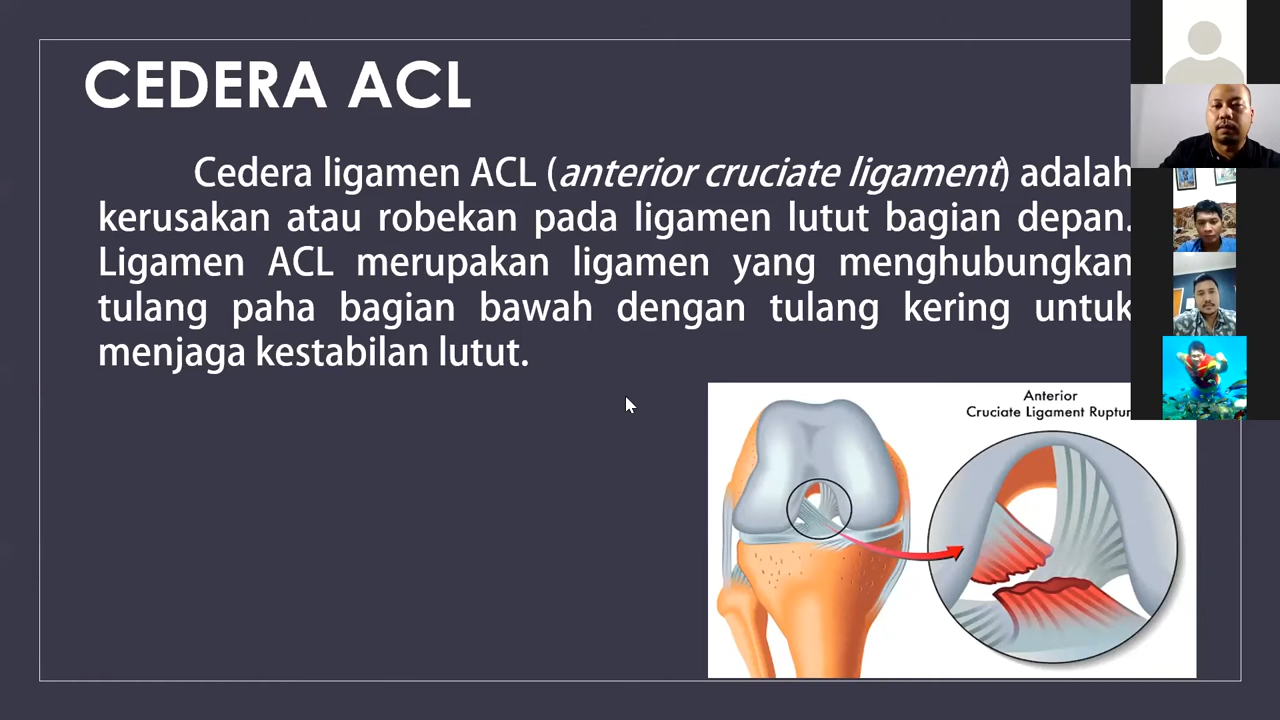 CEDERA ACL
Cedera ligamen ACL (anterior cruciate ligament) adalah
kerusakan atau robekan pada ligamen lutut bagian depan.
Ligamen ACL merupakan ligamen yang menghubungkan
tulang paha bagian bawah dengan tulang kering untuk
menjaga kestabilan lutut.
Anterior
Cruciate Ligament